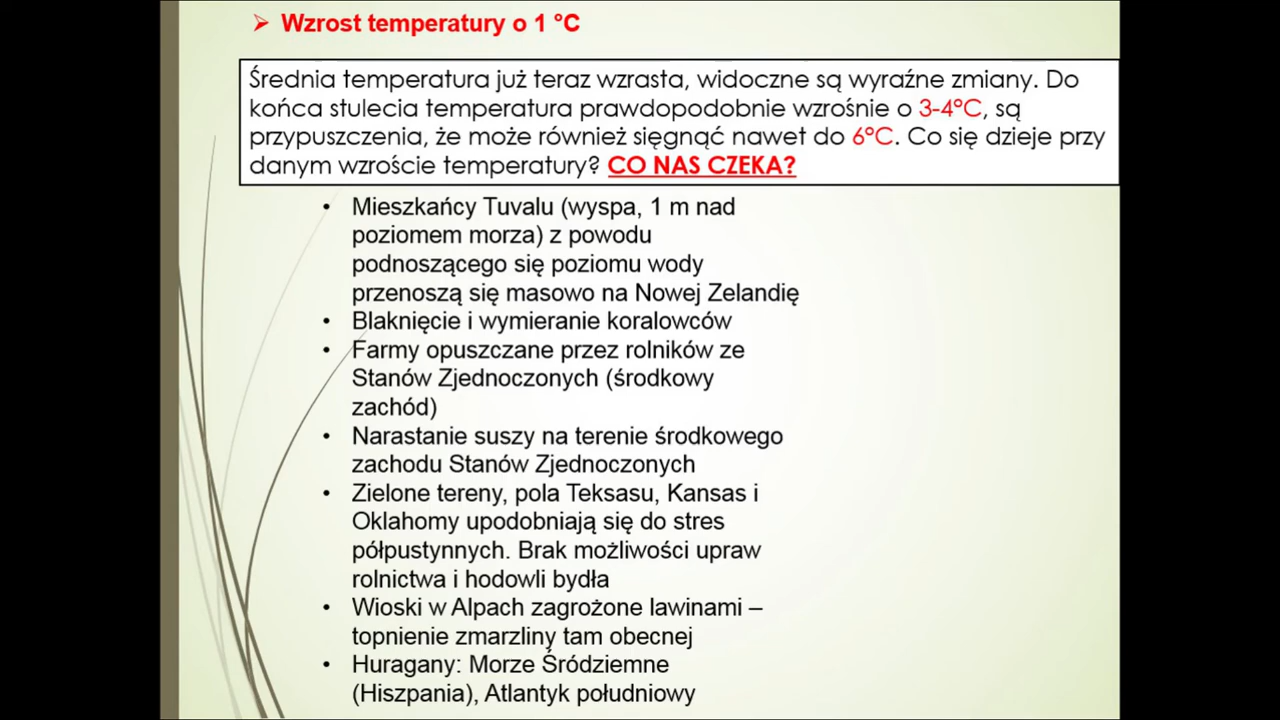 ➢ Wzrost temperatury o 1 °C
Średnia temperatura już teraz wzrasta, widoczne są wyraźne zmiany. Do
końca stulecia temperatura prawdopodobnie wzrośnie o 3-4°C, są
przypuszczenia, że może również sięgnąć nawet do 6°C. Co się dzieje przy
danym wzroście temperatury? CO NAS CZEKA?
• Mieszkańcy Tuvalu (wyspa, 1 m nad
poziomem morza) z powodu
podnoszącego się poziomu wody
przenoszą się masowo na Nowej Zelandię
• Blaknięcie i wymieranie koralowców
• Farmy opuszczane przez rolników ze
Stanów Zjednoczonych (środkowy
zachód)
• Narastanie suszy na terenie środkowego
zachodu Stanów Zjednoczonych
• Zielone tereny, pola Teksasu, Kansas i
Oklahomy upodobniają się do stres
półpustynnych. Brak możliwości upraw
rolnictwa i hodowli bydła
• Wioski w Alpach zagrożone lawinami –
topnienie zmarzliny tam obecnej
• Huragany: Morze Śródziemne
(Hiszpania), Atlantyk południowy